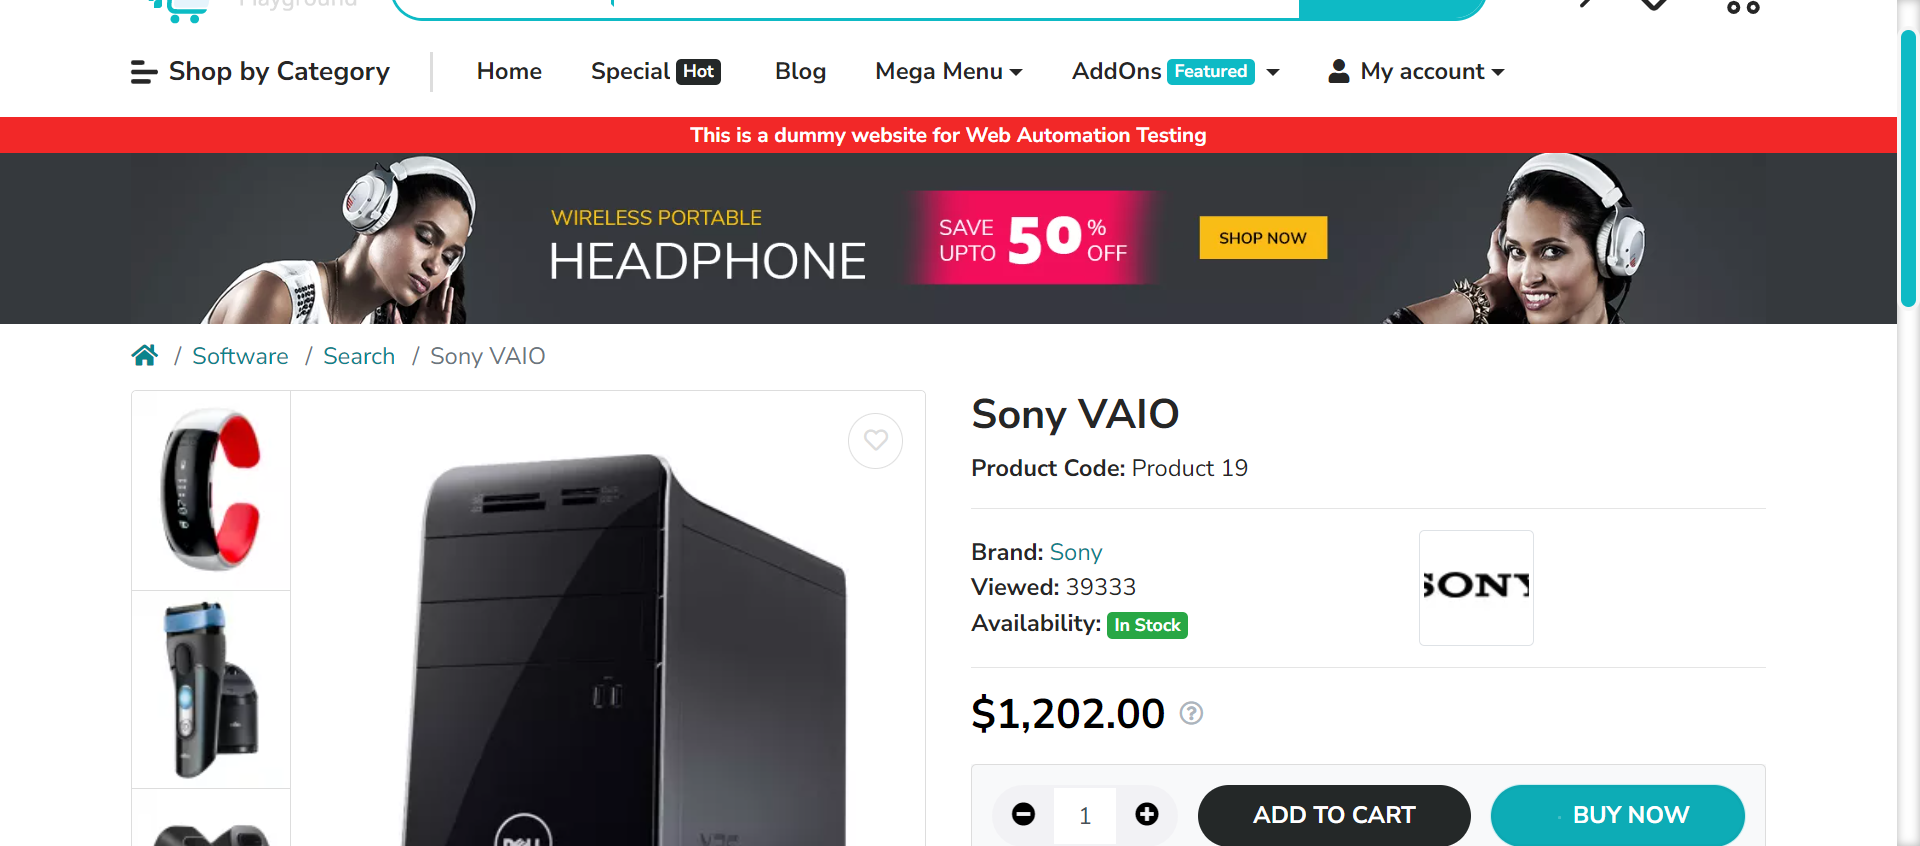 Playground
Shop by Category
Home
Special Hot
Blog
Mega Menu
AddOns Featured
My account
This is a dummy website for Web Automation Testing
WIRELESS PORTABLE
HEADPHONE
SAVE UPTO 50% OFF
SHOP NOW
/ Software / Search / Sony VAIO
Sony VAIO
Product Code: Product 19
Brand: Sony
Viewed: 39333
Availability: In Stock
SONY
$1,202.00
1
ADD TO CART
BUY NOW
DELL
XPS